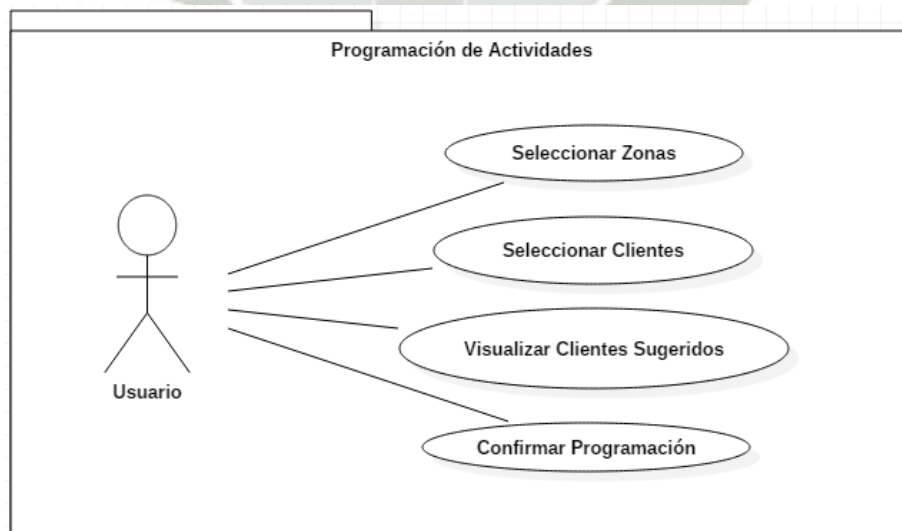 Programación de Actividades
Seleccionar Zonas
Seleccionar Clientes
Visualizar Clientes Sugeridos
Usuario
Confirmar Programación